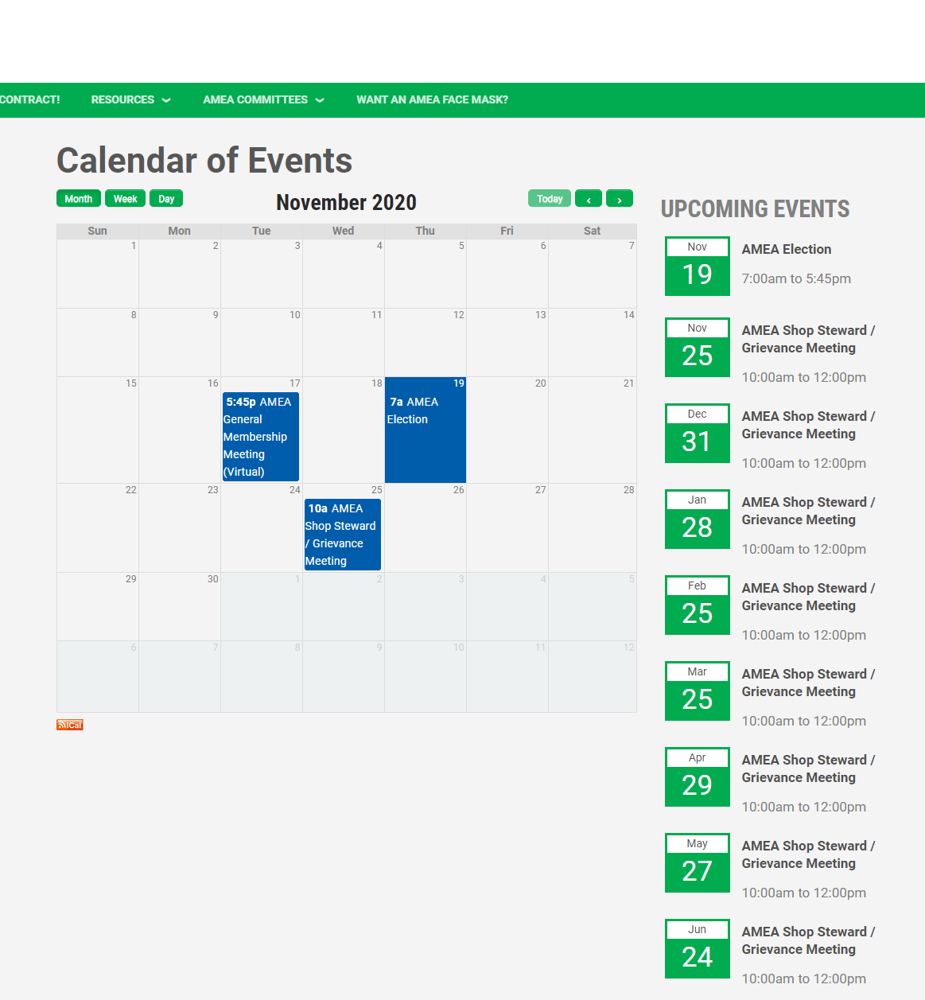 CONTRACT!
RESOURCES
AMEA COMMITTEES
WANT AN AMEA FACE MASK?
Calendar of Events
Month
Week
Day
November 2020
Today
‹
›
Sun Mon Tue Wed Thu Fri Sat
1 2 3 4 5 6 7
8 9 10 11 12 13 14
15 16 17 18 19 20 21
5:45p AMEA
General
Membership
Meeting
(Virtual)
7a AMEA
Election
22 23 24 25 26 27 28
10a AMEA
Shop Steward
/ Grievance
Meeting
29 30 1 2 3 4 5
6 7 8 9 10 11 12
iCal
UPCOMING EVENTS
Nov
19
AMEA Election
7:00am to 5:45pm
Nov
25
AMEA Shop Steward /
Grievance Meeting
10:00am to 12:00pm
Dec
31
AMEA Shop Steward /
Grievance Meeting
10:00am to 12:00pm
Jan
28
AMEA Shop Steward /
Grievance Meeting
10:00am to 12:00pm
Feb
25
AMEA Shop Steward /
Grievance Meeting
10:00am to 12:00pm
Mar
25
AMEA Shop Steward /
Grievance Meeting
10:00am to 12:00pm
Apr
29
AMEA Shop Steward /
Grievance Meeting
10:00am to 12:00pm
May
27
AMEA Shop Steward /
Grievance Meeting
10:00am to 12:00pm
Jun
24
AMEA Shop Steward /
Grievance Meeting
10:00am to 12:00pm